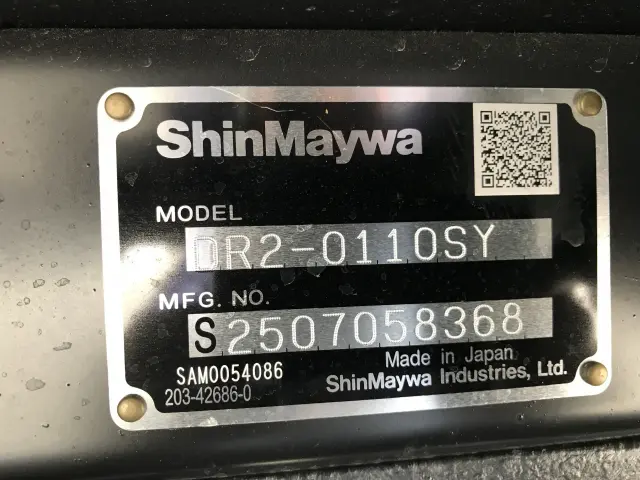 ShinMaywa
MODEL
DR2-0110SY
MFG. NO.
S2507058368
SAM0054086
Made in Japan
203-42686-0
ShinMaywa Industries, Ltd.